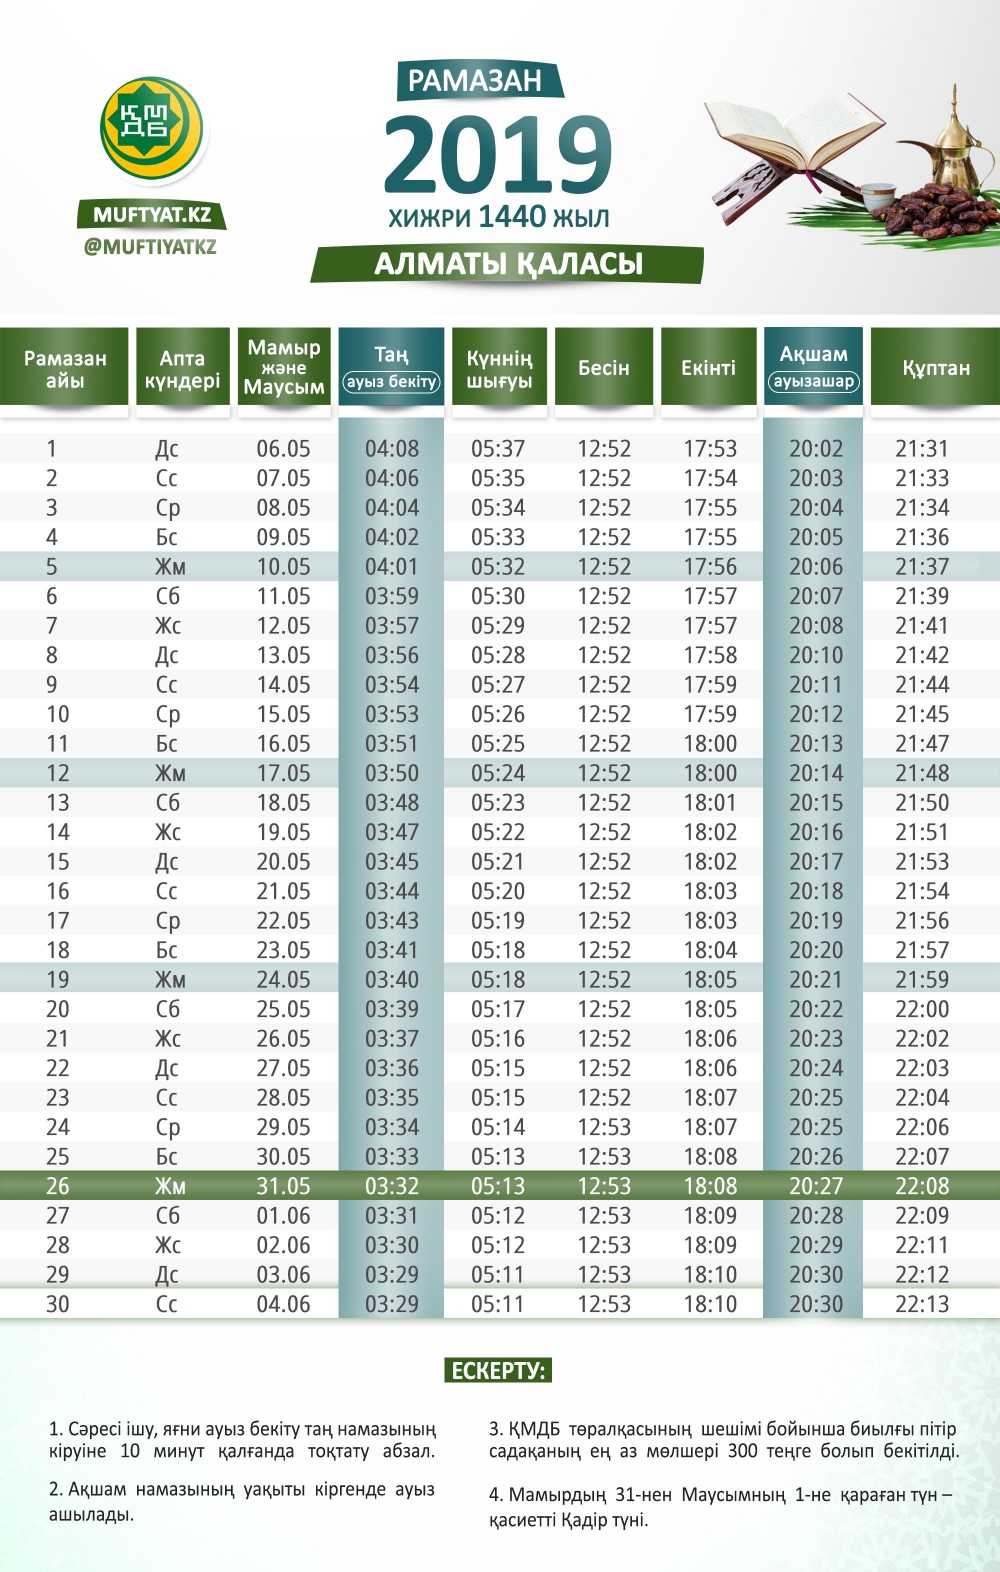 ҚМ
ДБ
MUFTYAT.KZ
@MUFTIYATKZ
РАМАЗАН
2019
ХИЖРИ 1440 ЖЫЛ
АЛМАТЫ ҚАЛАСЫ
Рамазан айы Апта күндері Мамыр және Маусым Таң (ауыз бекіту) Күннің шығуы Бесін Екінті Ақшам (ауызашар) Құптан
1 Дс 06.05 04:08 05:37 12:52 17:53 20:02 21:31
2 Сс 07.05 04:06 05:35 12:52 17:54 20:03 21:33
3 Ср 08.05 04:04 05:34 12:52 17:55 20:04 21:34
4 Бс 09.05 04:02 05:33 12:52 17:55 20:05 21:36
5 Жм 10.05 04:01 05:32 12:52 17:56 20:06 21:37
6 Сб 11.05 03:59 05:30 12:52 17:57 20:07 21:39
7 Жс 12.05 03:57 05:29 12:52 17:57 20:08 21:41
8 Дс 13.05 03:56 05:28 12:52 17:58 20:10 21:42
9 Сс 14.05 03:54 05:27 12:52 17:59 20:11 21:44
10 Ср 15.05 03:53 05:26 12:52 17:59 20:12 21:45
11 Бс 16.05 03:51 05:25 12:52 18:00 20:13 21:47
12 Жм 17.05 03:50 05:24 12:52 18:00 20:14 21:48
13 Сб 18.05 03:48 05:23 12:52 18:01 20:15 21:50
14 Жс 19.05 03:47 05:22 12:52 18:02 20:16 21:51
15 Дс 20.05 03:45 05:21 12:52 18:02 20:17 21:53
16 Сс 21.05 03:44 05:20 12:52 18:03 20:18 21:54
17 Ср 22.05 03:43 05:19 12:52 18:03 20:19 21:56
18 Бс 23.05 03:41 05:18 12:52 18:04 20:20 21:57
19 Жм 24.05 03:40 05:18 12:52 18:05 20:21 21:59
20 Сб 25.05 03:39 05:17 12:52 18:05 20:22 22:00
21 Жс 26.05 03:37 05:16 12:52 18:06 20:23 22:02
22 Дс 27.05 03:36 05:15 12:52 18:06 20:24 22:03
23 Сс 28.05 03:35 05:15 12:52 18:07 20:25 22:04
24 Ср 29.05 03:34 05:14 12:53 18:07 20:25 22:06
25 Бс 30.05 03:33 05:13 12:53 18:08 20:26 22:07
26 Жм 31.05 03:32 05:13 12:53 18:08 20:27 22:08
27 Сб 01.06 03:31 05:12 12:53 18:09 20:28 22:09
28 Жс 02.06 03:30 05:12 12:53 18:09 20:29 22:11
29 Дс 03.06 03:29 05:11 12:53 18:10 20:30 22:12
30 Сс 04.06 03:29 05:11 12:53 18:10 20:30 22:13
ЕСКЕРТУ:
1. Сәресі ішу, яғни ауыз бекіту таң намазының
кіруіне 10 минут қалғанда тоқтату абзал.
2. Ақшам намазының уақыты кіргенде ауыз
ашылады.
3. ҚМДБ төралқасының шешімі бойынша биылғы пітір
садақаның ең аз мөлшері 300 теңге болып бекітілді.
4. Мамырдың 31-нен Маусымның 1-не қараған түн –
қасиетті Қадір түні.